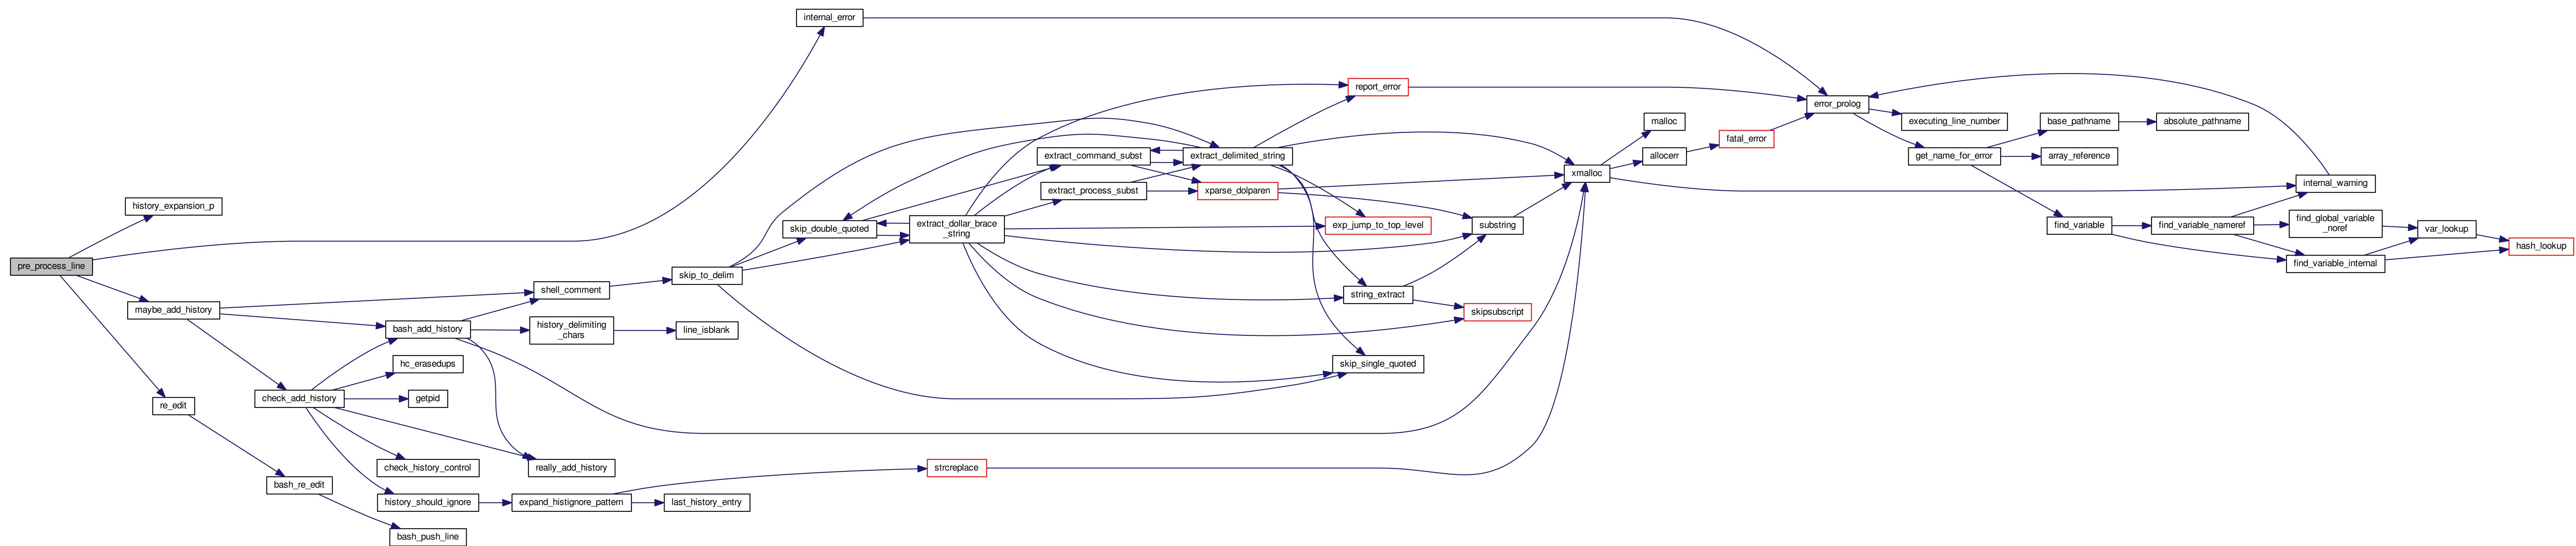 internal_error
report_error
error_prolog
malloc
executing_line_number
base_pathname
absolute_pathname
fatal_error
extract_command_subst
extract_delimited_string
allocerr
get_name_for_error
array_reference
xmalloc
extract_process_subst
xparse_dolparen
internal_warning
history_expansion_p
skip_double_quoted
extract_dollar_brace
_string
exp_jump_to_top_level
substring
find_variable
find_variable_nameref
find_global_variable
_noref
var_lookup
hash_lookup
pre_process_line
find_variable_internal
skip_to_delim
shell_comment
string_extract
maybe_add_history
skipsubscript
bash_add_history
history_delimiting
_chars
line_isblank
hc_erasedups
skip_single_quoted
check_add_history
getpid
re_edit
check_history_control
really_add_history
strcreplace
bash_re_edit
history_should_ignore
expand_histignore_pattern
last_history_entry
bash_push_line